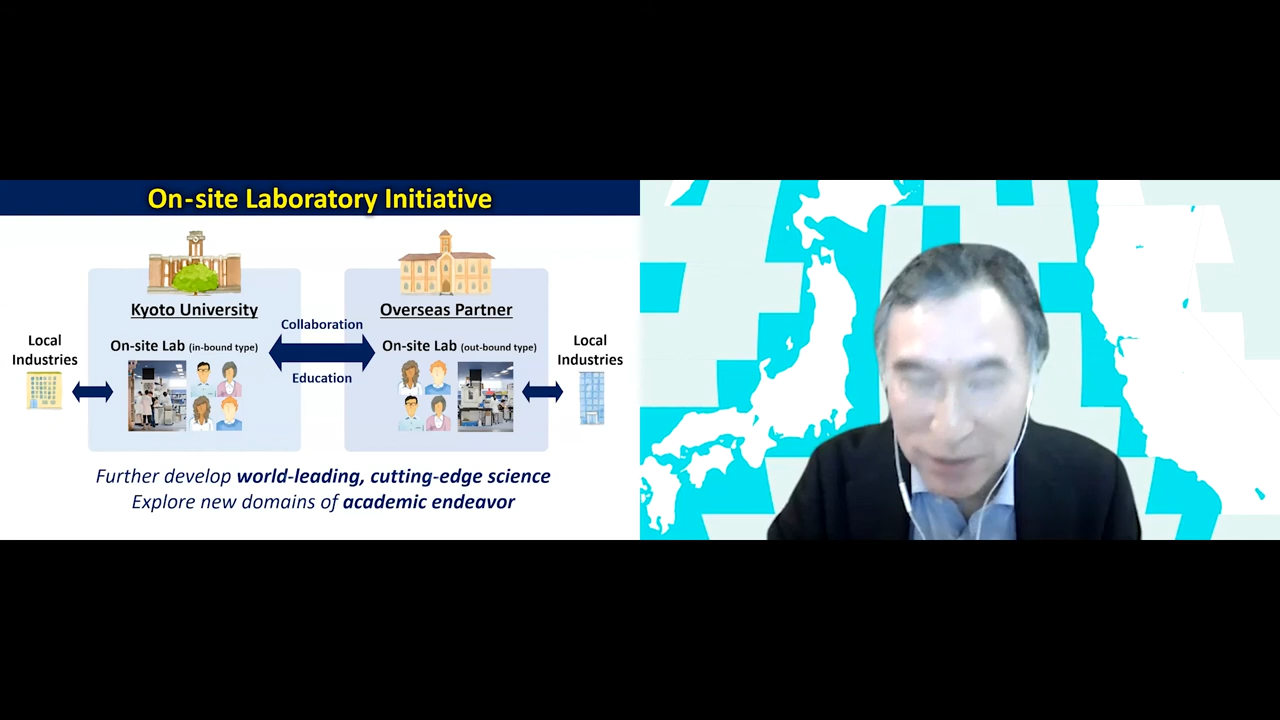 On-site Laboratory Initiative
Kyoto University
Overseas Partner
Collaboration
Local
Industries
On-site Lab (in-bound type)
On-site Lab (out-bound type)
Local
Industries
Education
Further develop world-leading, cutting-edge science
Explore new domains of academic endeavor